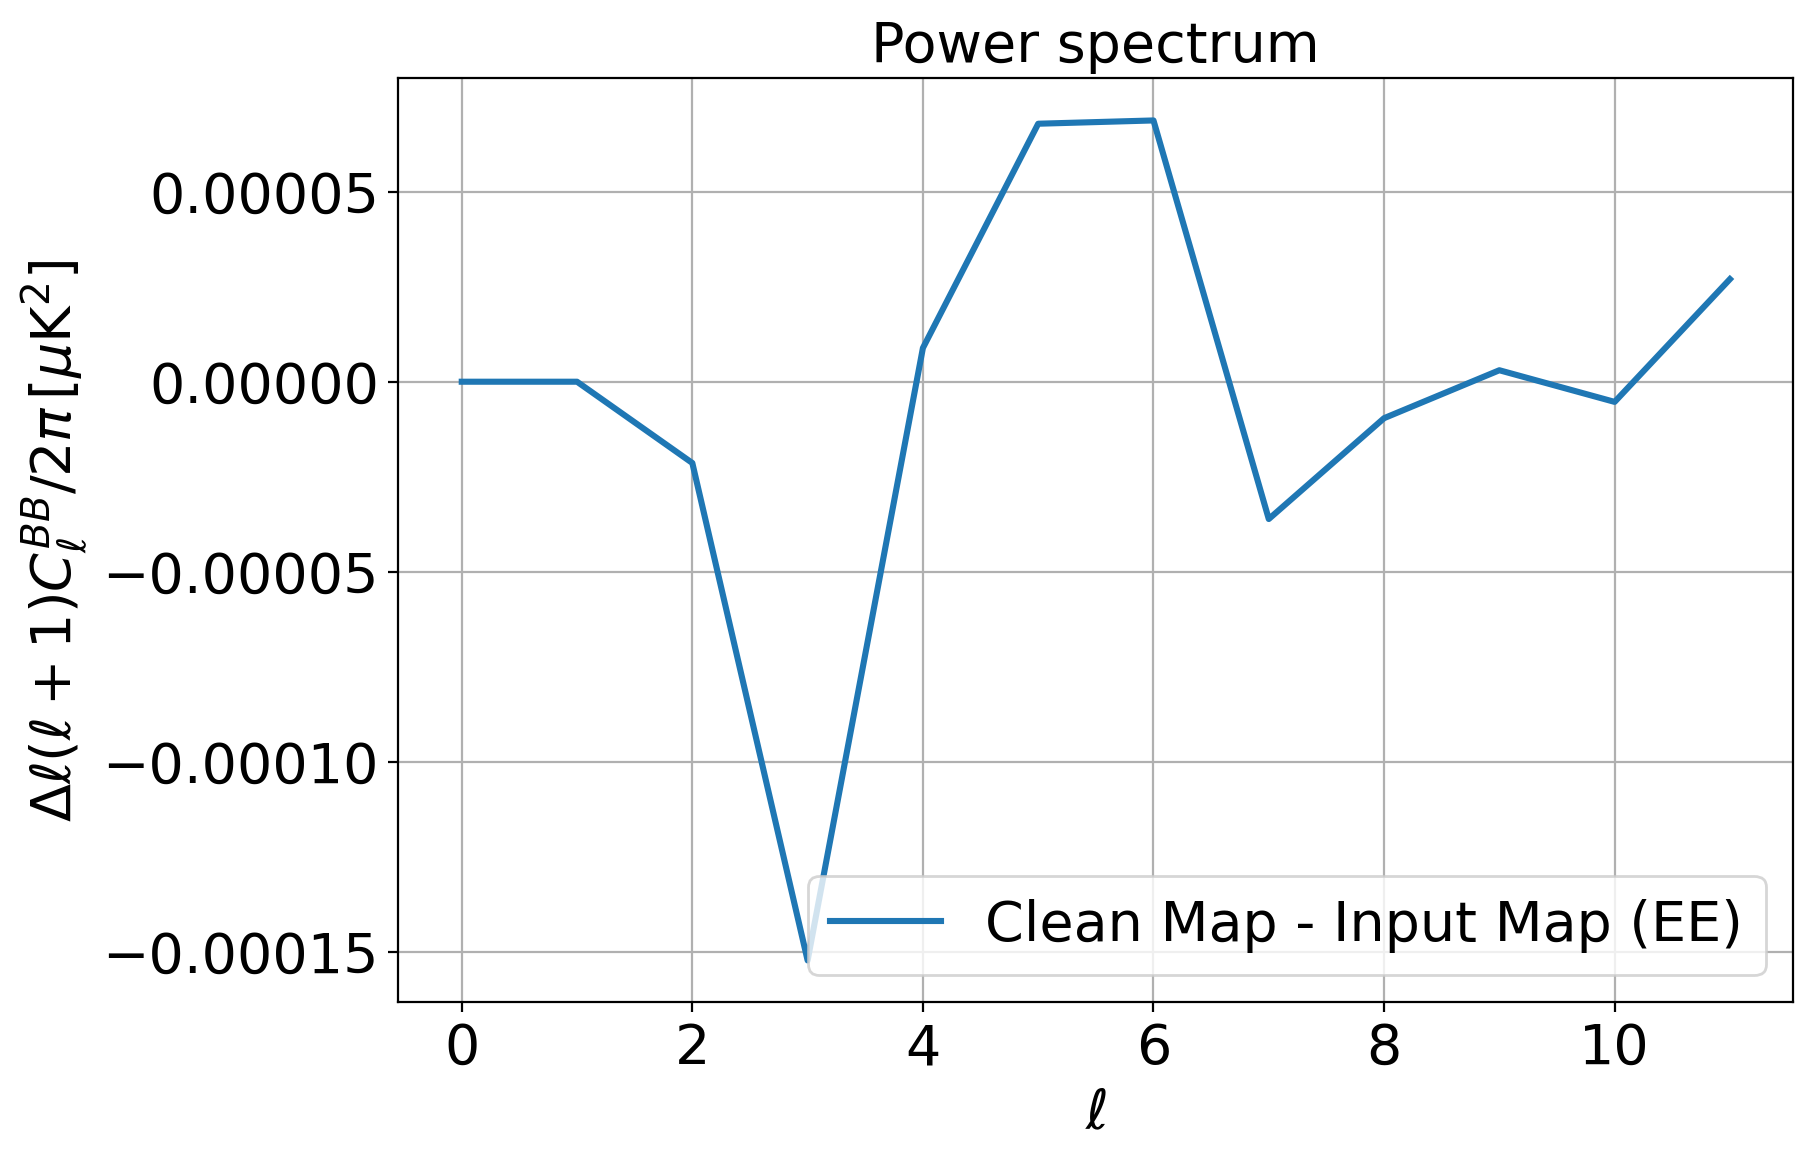 Power spectrum
Δℓ(ℓ + 1)C_ℓ^{BB}/2π [μK²]
0.00005
0.00000
−0.00005
−0.00010
−0.00015
Clean Map - Input Map (EE)
0 2 4 6 8 10
ℓ